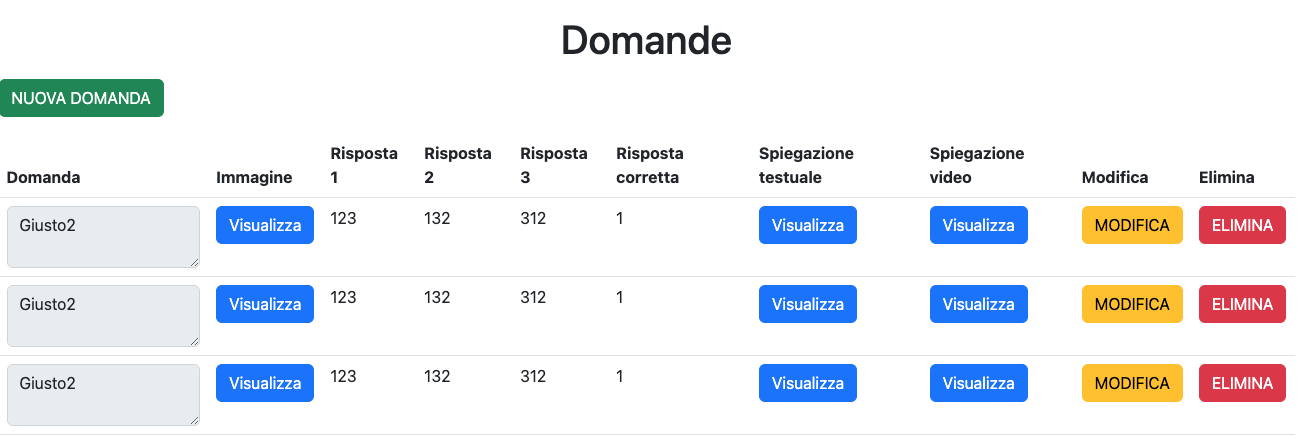 Domande
NUOVA DOMANDA
Domanda Immagine Risposta 1 Risposta 2 Risposta 3 Risposta corretta Spiegazione testuale Spiegazione video Modifica Elimina
Giusto2 Visualizza 123 132 312 1 Visualizza Visualizza MODIFICA ELIMINA
Giusto2 Visualizza 123 132 312 1 Visualizza Visualizza MODIFICA ELIMINA
Giusto2 Visualizza 123 132 312 1 Visualizza Visualizza MODIFICA ELIMINA